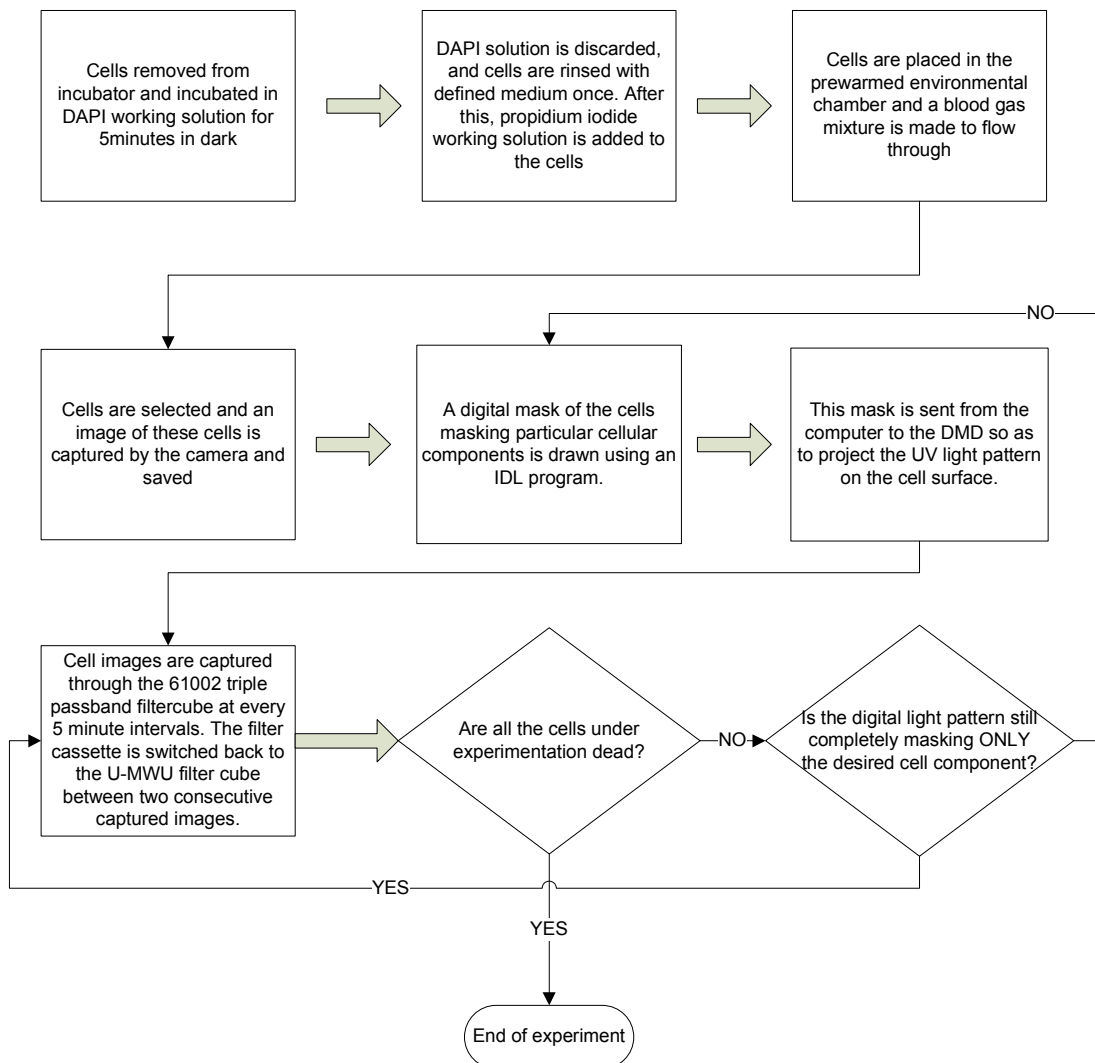 Cells removed from
incubator and incubated in
DAPI working solution for
5minutes in dark
DAPI solution is discarded,
and cells are rinsed with
defined medium once. After
this, propidium iodide
working solution is added to
the cells
Cells are placed in the
prewarmed environmental
chamber and a blood gas
mixture is made to flow
through
NO
Cells are selected and an
image of these cells is
captured by the camera and
saved
A digital mask of the cells
masking particular cellular
components is drawn using an
IDL program.
This mask is sent from the
computer to the DMD so as
to project the UV light pattern
on the cell surface.
Cell images are captured
through the 61002 triple
passband filtercube at every
5 minute intervals. The filter
cassette is switched back to
the U-MWU filter cube
between two consecutive
captured images.
Are all the cells under
experimentation dead?
NO
Is the digital light pattern still
completely masking ONLY
the desired cell component?
YES
YES
End of experiment